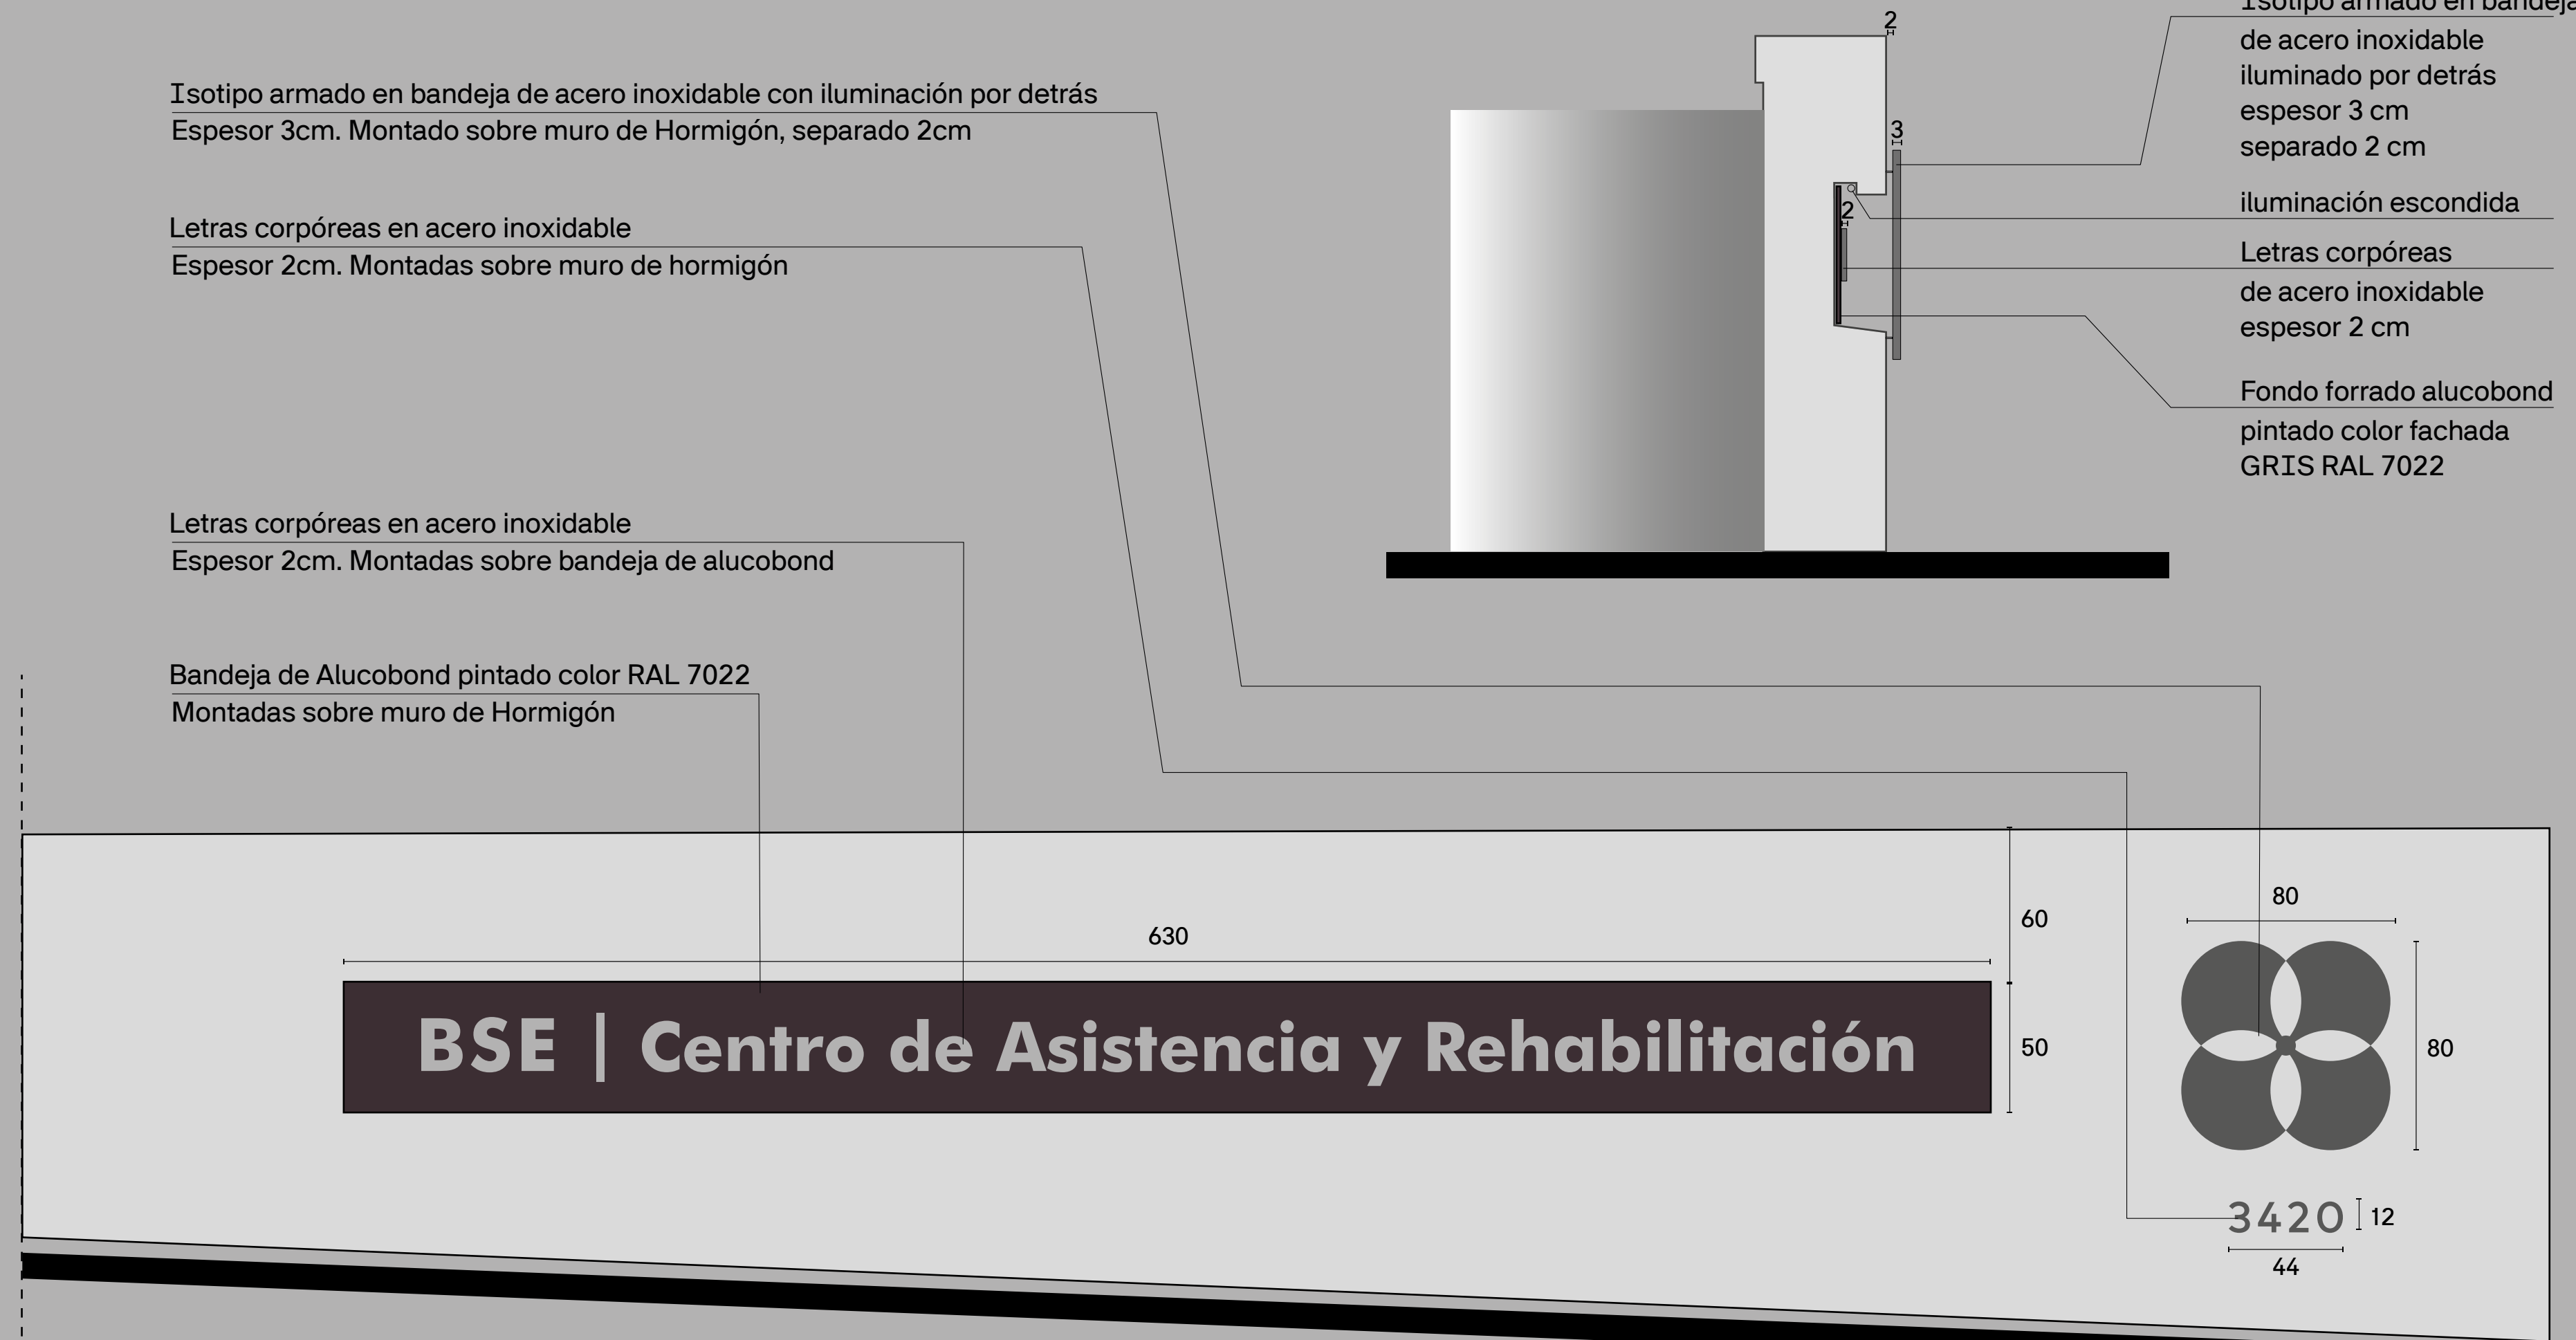 Isotipo armado en bandeja de acero inoxidable con iluminación por detrás
Espesor 3cm. Montado sobre muro de Hormigón, separado 2cm
Letras corpóreas en acero inoxidable
Espesor 2cm. Montadas sobre muro de hormigón
Letras corpóreas en acero inoxidable
Espesor 2cm. Montadas sobre bandeja de alucobond
Bandeja de Alucobond pintado color RAL 7022
Montadas sobre muro de Hormigón
2
3
2
Isotipo armado en bandeja
de acero inoxidable
iluminado por detrás
espesor 3 cm
separado 2 cm
iluminación escondida
Letras corpóreas
de acero inoxidable
espesor 2 cm
Fondo forrado alucobond
pintado color fachada
GRIS RAL 7022
630
60
50
BSE | Centro de Asistencia y Rehabilitación
80
80
3420
12
44